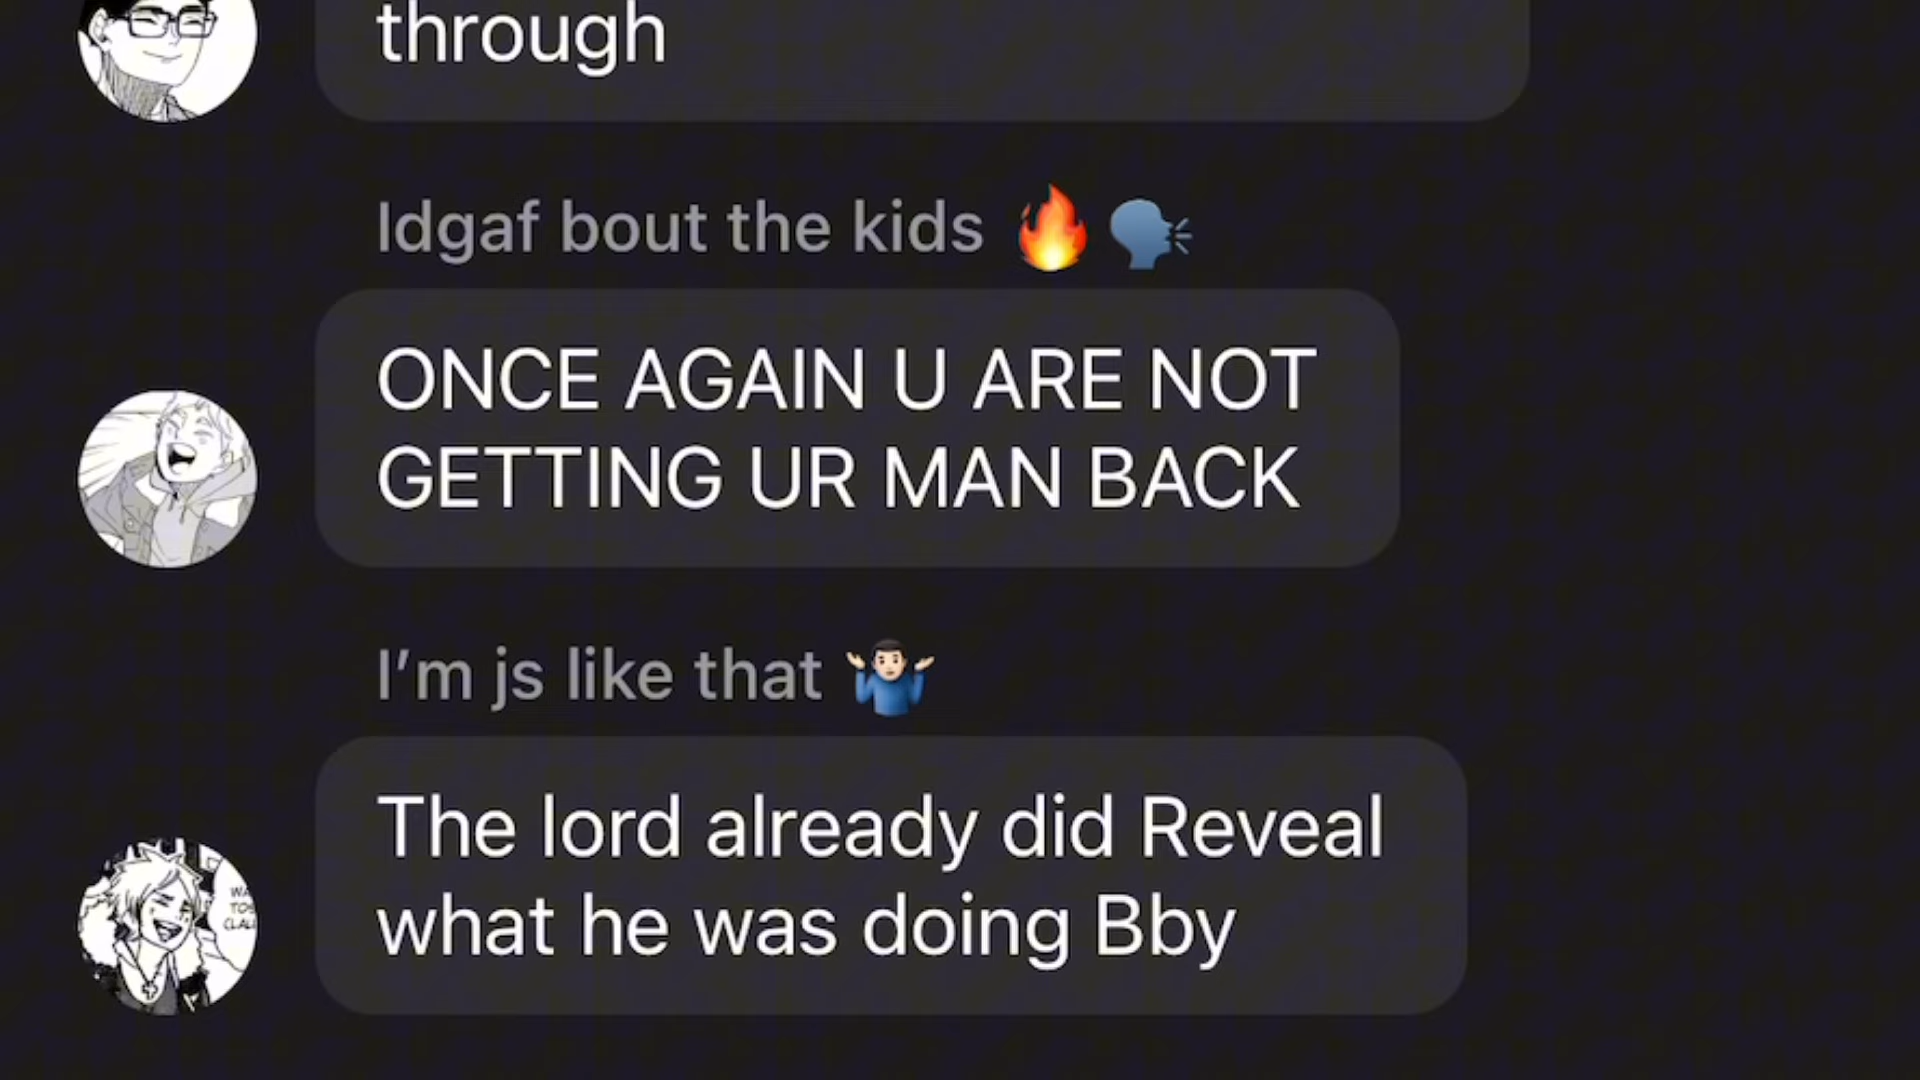 through
Idgaf bout the kids 🔥 🗣️
ONCE AGAIN U ARE NOT
GETTING UR MAN BACK
I’m js like that 🤷🏻‍♂️
The lord already did Reveal
what he was doing Bby